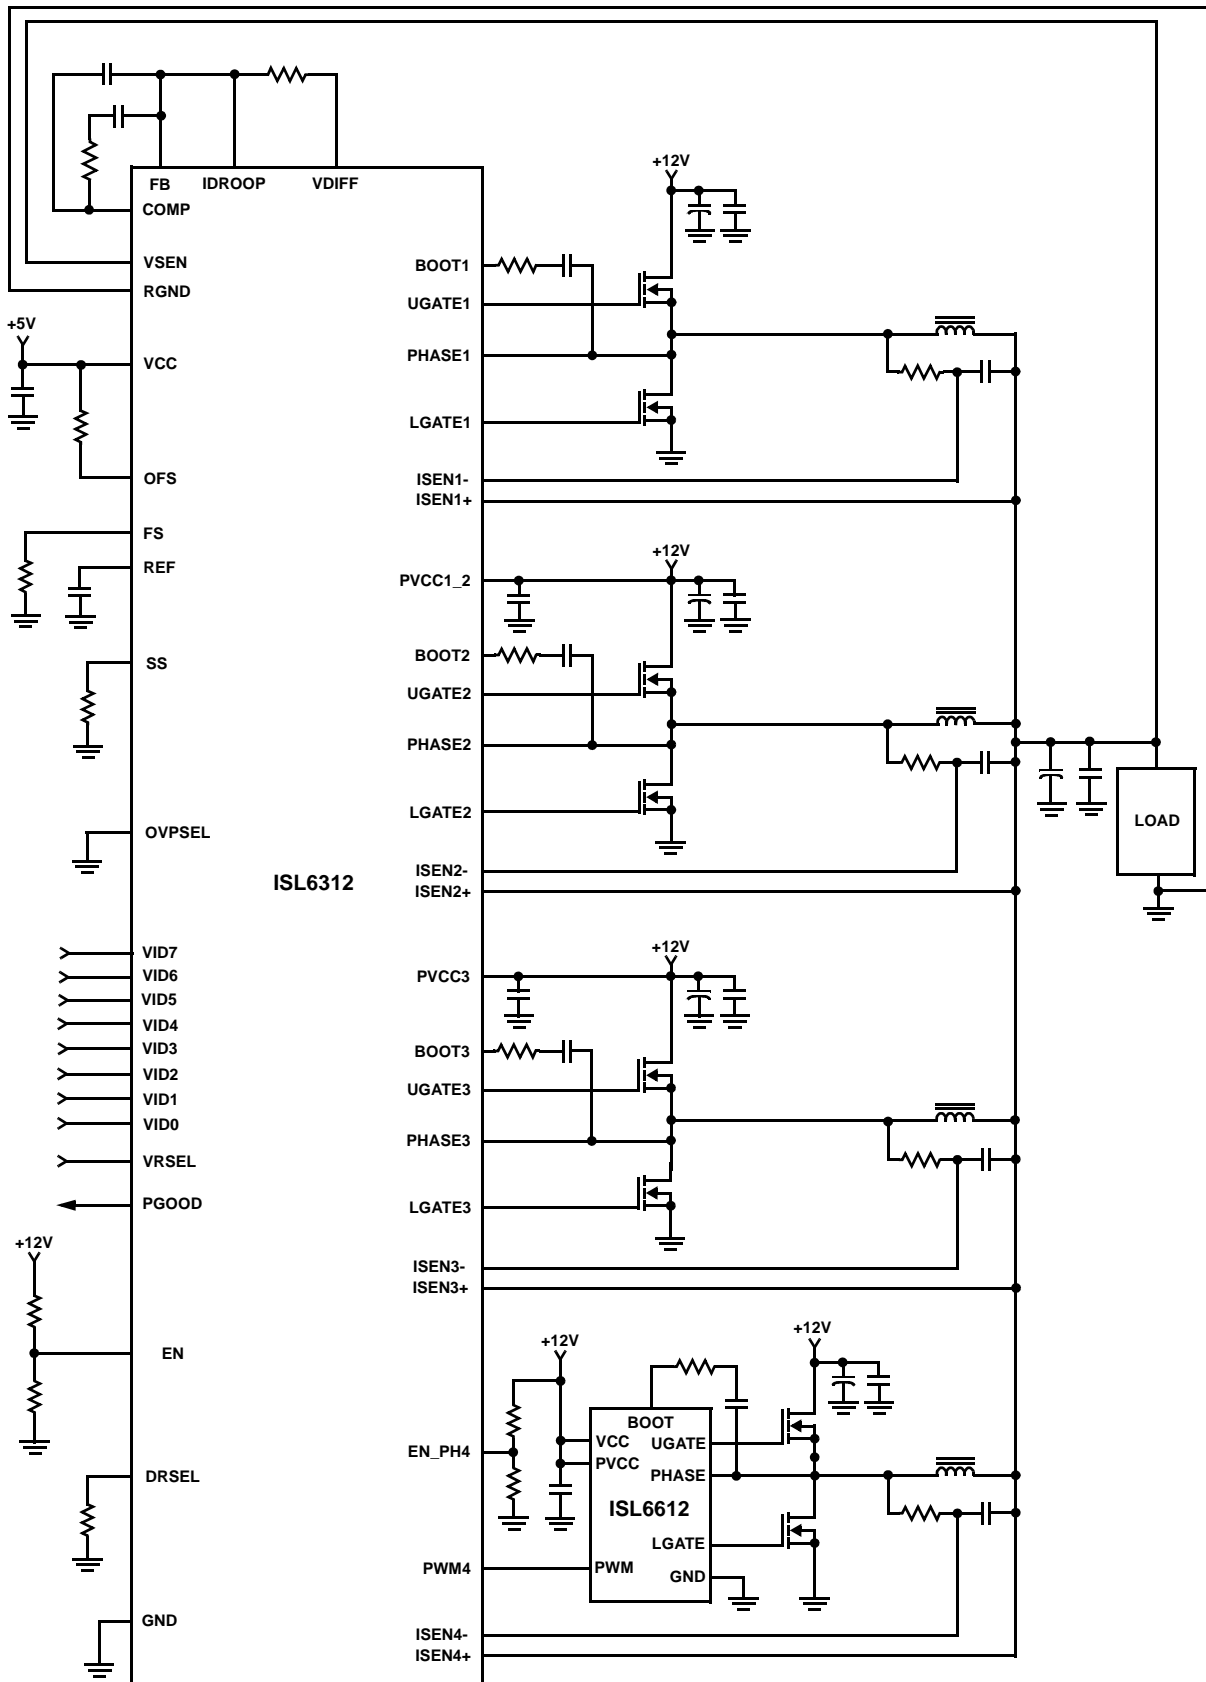 FB IDROOP VDIFF
COMP
VSEN
RGND
+5V
VCC
OFS
FS
REF
SS
OVPSEL
ISL6312
VID7
VID6
VID5
VID4
VID3
VID2
VID1
VID0
VRSEL
PGOOD
+12V
EN
DRSEL
GND
+12V
BOOT1
UGATE1
PHASE1
LGATE1
ISEN1-
ISEN1+
+12V
PVCC1_2
BOOT2
UGATE2
PHASE2
LGATE2
ISEN2-
ISEN2+
LOAD
+12V
PVCC3
BOOT3
UGATE3
PHASE3
LGATE3
ISEN3-
ISEN3+
+12V
+12V
EN_PH4
BOOT
VCC
UGATE
PVCC
PHASE
ISL6612
LGATE
PWM4
PWM
GND
ISEN4-
ISEN4+